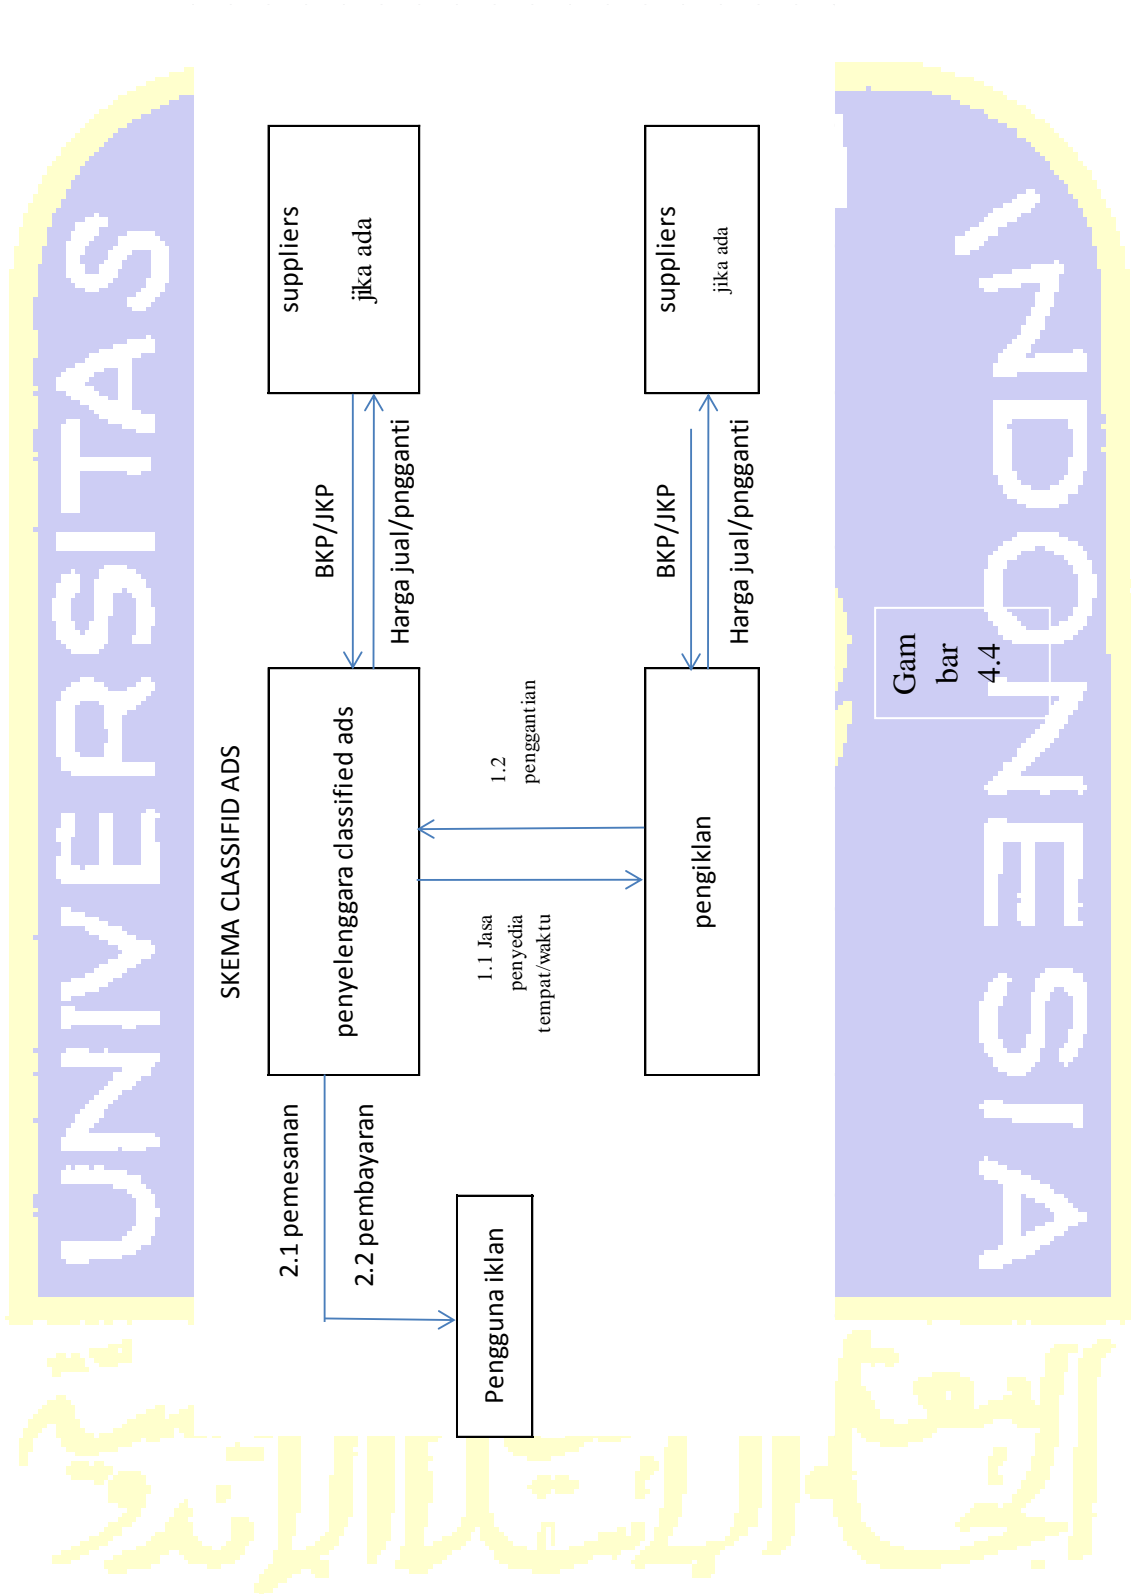 UNIVERSITAS
SKEMA CLASSIFID ADS
2.1 pemesanan
2.2 pembayaran
penyelenggara classified ads
BKP/JKP
Harga jual/pngganti
suppliers
jika ada
Pengguna iklan
1.1 Jasa
penyedia
tempat/waktu
1.2
penggantian
pengiklan
BKP/JKP
Harga jual/pngganti
suppliers
jika ada
Gam
bar
4.4
INDONESIA